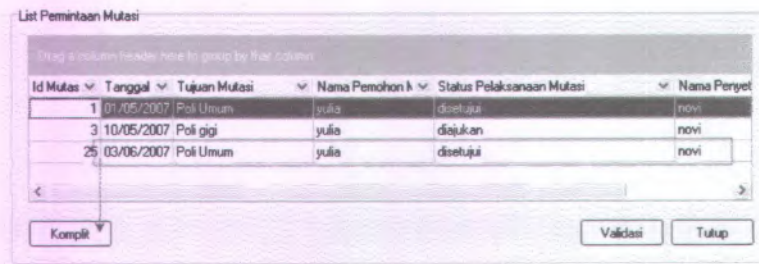 List Permintaan Mutasi
Drag a column header here to group by that column
Id Mutas Tanggal Tujuan Mutasi Nama Pemohon M Status Pelaksanaan Mutasi Nama Penyet
1 01/05/2007 Poli Umum yulia disetujui novi
3 10/05/2007 Poli gigi yulia diajukan novi
25 03/06/2007 Poli Umum yulia disetujui novi
Komplit Validasi Tutup